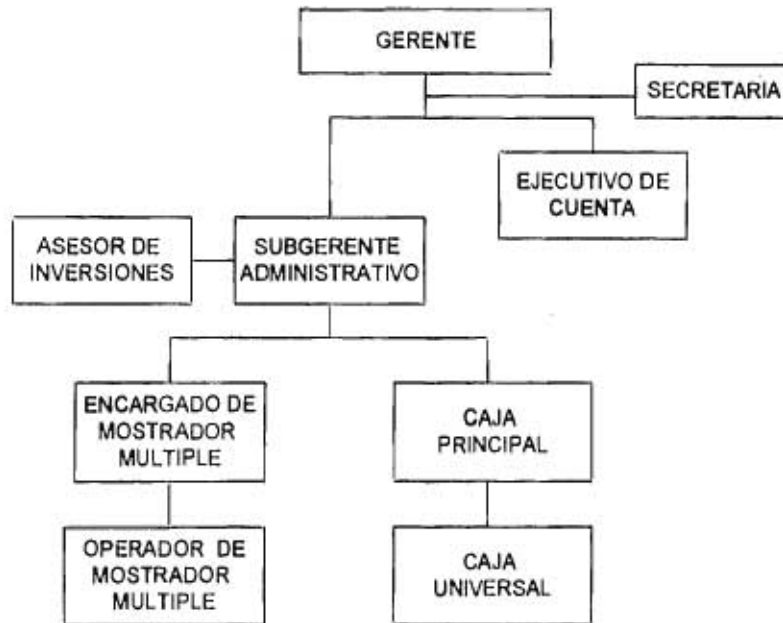 GERENTE
SECRETARIA
EJECUTIVO DE
CUENTA
ASESOR DE
INVERSIONES
SUBGERENTE
ADMINISTRATIVO
ENCARGADO DE
MOSTRADOR
MULTIPLE
CAJA
PRINCIPAL
OPERADOR DE
MOSTRADOR
MULTIPLE
CAJA
UNIVERSAL